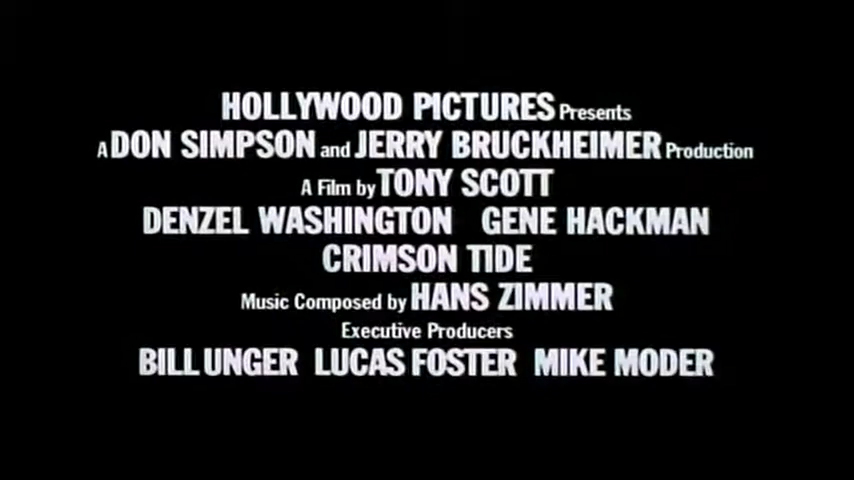 HOLLYWOOD PICTURES Presents
A DON SIMPSON and JERRY BRUCKHEIMER Production
A Film by TONY SCOTT
DENZEL WASHINGTON GENE HACKMAN
CRIMSON TIDE
Music Composed by HANS ZIMMER
Executive Producers
BILL UNGER LUCAS FOSTER MIKE MODER